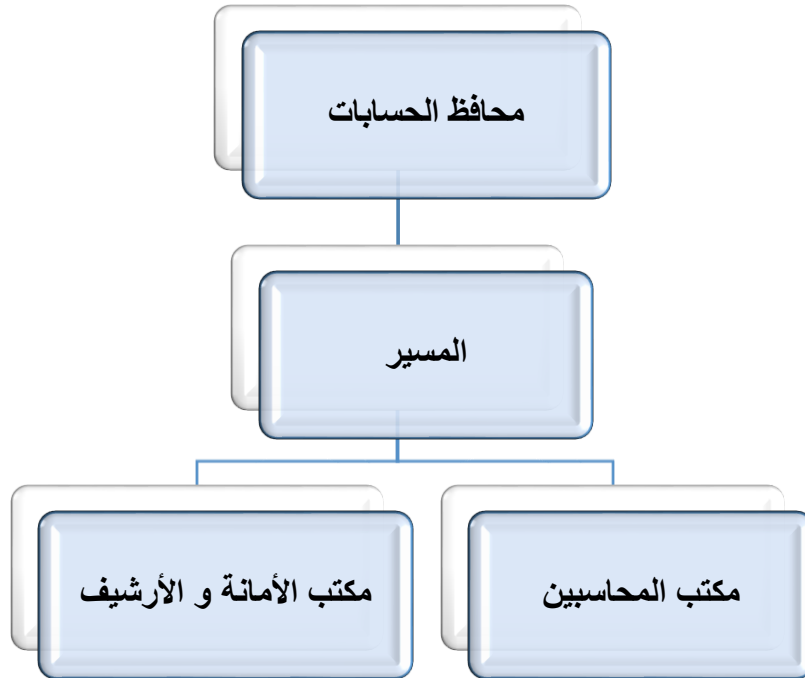 محافظ الحسابات
المسير
مكتب المحاسبين
مكتب الأمانة و الأرشيف